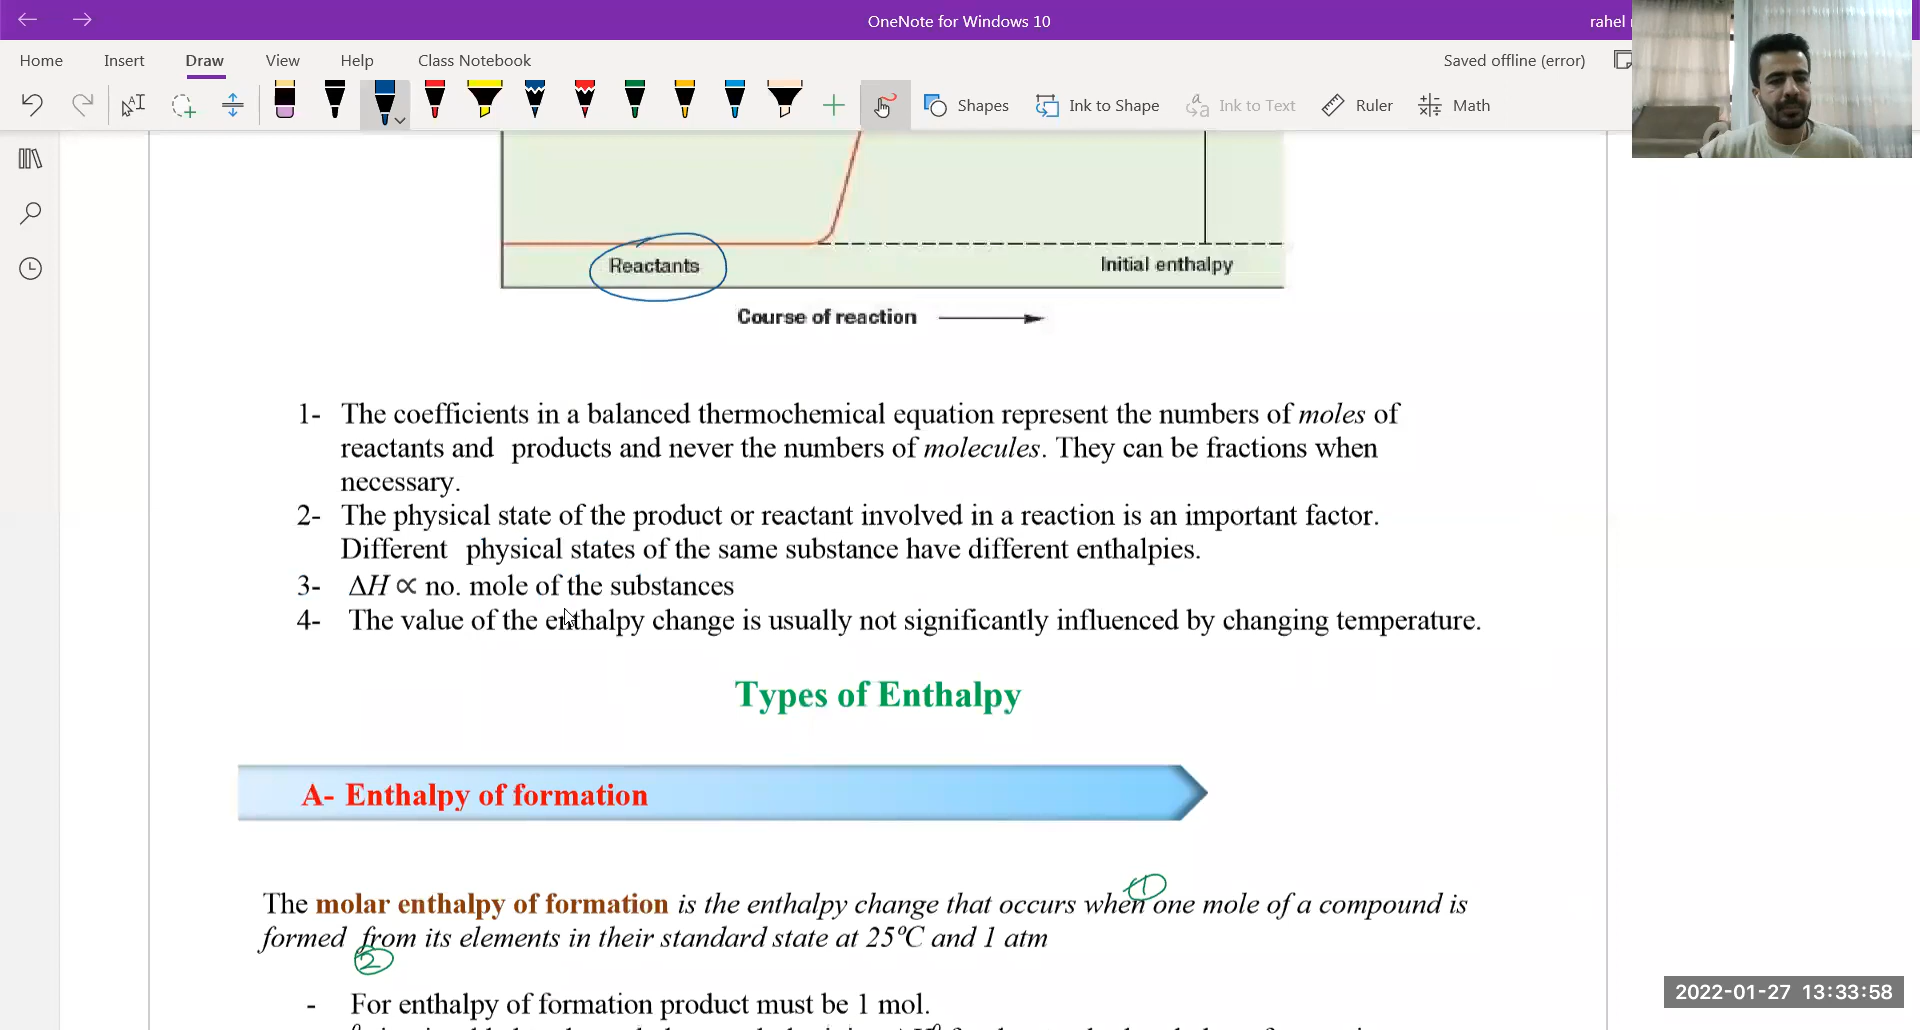 OneNote for Windows 10
rahel
Home Insert Draw View Help Class Notebook
Saved offline (error)
Shapes Ink to Shape Ink to Text Ruler Math
Reactants
Initial enthalpy
Course of reaction
1- The coefficients in a balanced thermochemical equation represent the numbers of moles of
reactants and products and never the numbers of molecules. They can be fractions when
necessary.
2- The physical state of the product or reactant involved in a reaction is an important factor.
Different physical states of the same substance have different enthalpies.
3- ΔH ∝ no. mole of the substances
4- The value of the enthalpy change is usually not significantly influenced by changing temperature.
Types of Enthalpy
A- Enthalpy of formation
1
The molar enthalpy of formation is the enthalpy change that occurs when one mole of a compound is
formed from its elements in their standard state at 25ºC and 1 atm
2
- For enthalpy of formation product must be 1 mol.
2022-01-27 13:33:58